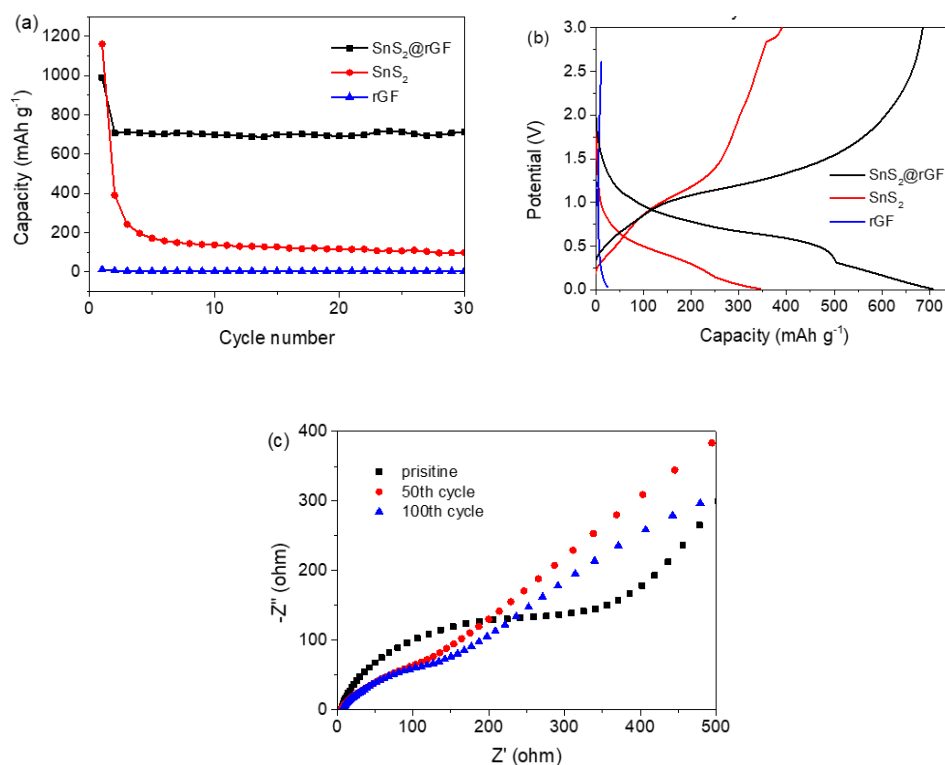 (a)
1200
1000
800
600
400
200
0
Capacity (mAh g⁻¹)
SnS₂@rGF
SnS₂
rGF
10
20
30
Cycle number
(b)
3.0
2.5
2.0
1.5
1.0
0.5
0.0
Potential (V)
SnS₂@rGF
SnS₂
rGF
0 100 200 300 400 500 600 700
Capacity (mAh g⁻¹)
(c)
400
300
200
100
0
-Z'' (ohm)
prisitine
50th cycle
100th cycle
0 100 200 300 400 500
Z' (ohm)